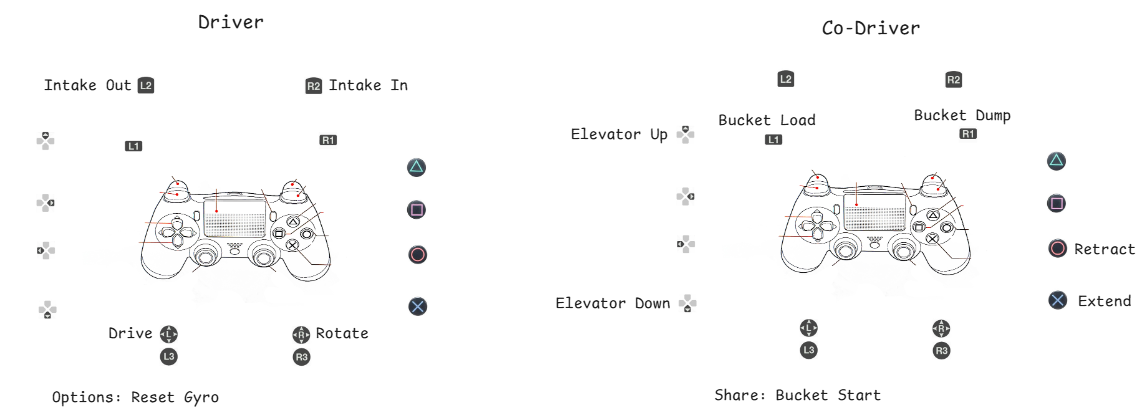 Driver
Intake Out L2
R2 Intake In
L1
R1
Drive L
R Rotate
L3
R3
Options: Reset Gyro
Co-Driver
L2
R2
Bucket Load
Bucket Dump
Elevator Up
L1
R1
Retract
Elevator Down
Extend
L
R
L3
R3
Share: Bucket Start